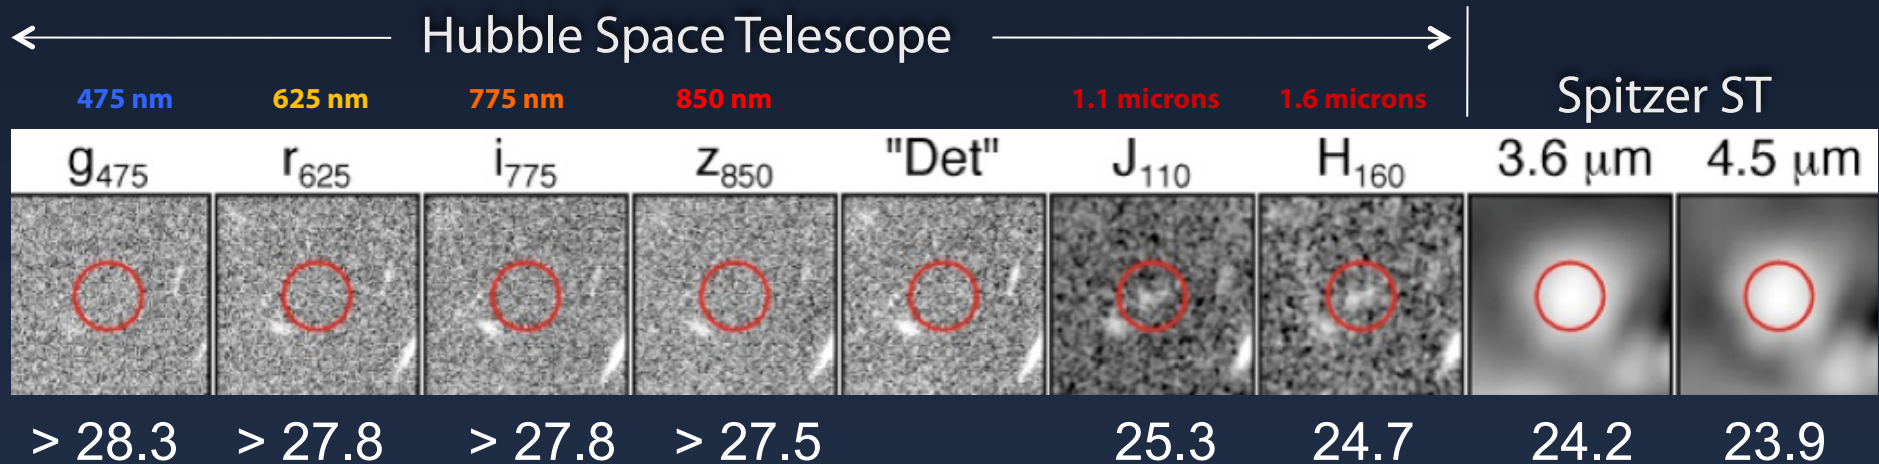 Hubble Space Telescope
475 nm 625 nm 775 nm 850 nm 1.1 microns 1.6 microns Spitzer ST
g475 r625 i775 z850 "Det" J110 H160 3.6 μm 4.5 μm
> 28.3 > 27.8 > 27.8 > 27.5 25.3 24.7 24.2 23.9